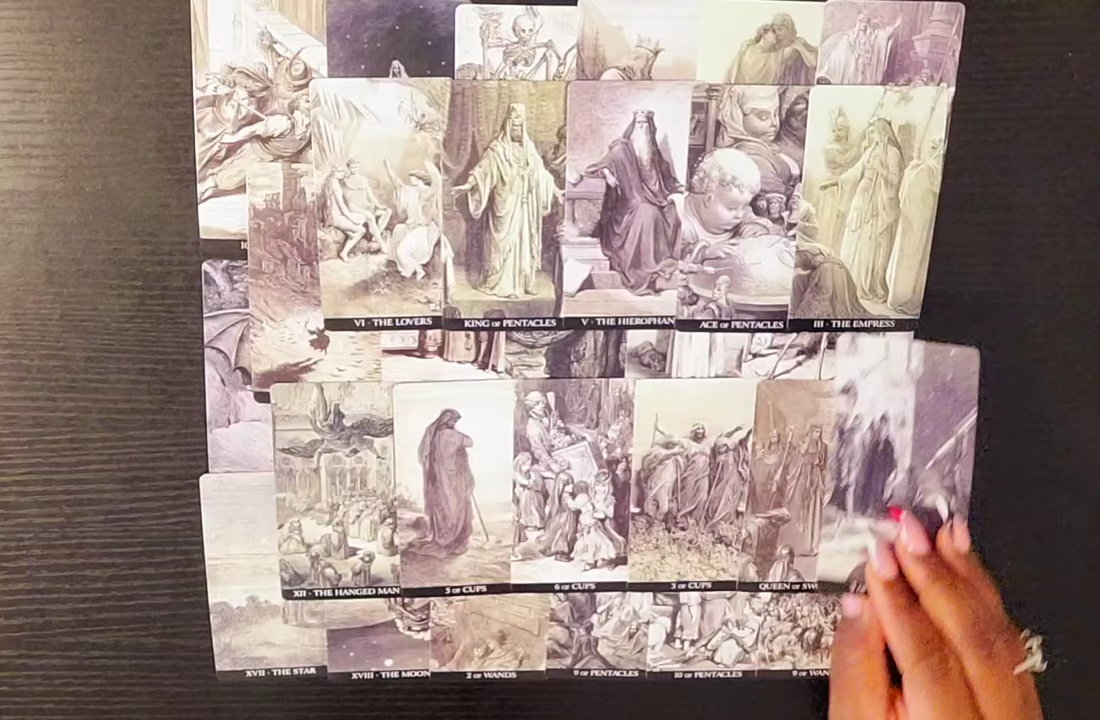 VI · THE LOVERS
KING OF PENTACLES
V · THE HIEROPHAN
ACE OF PENTACLES
III · THE EMPRESS
XII · THE HANGED MAN
5 OF CUPS
6 OF CUPS
3 OF CUPS
QUEEN OF SW
XVII · THE STAR
XVIII · THE MOON
2 OF WANDS
9 OF PENTACLES
10 OF PENTACLES
9 OF WAN